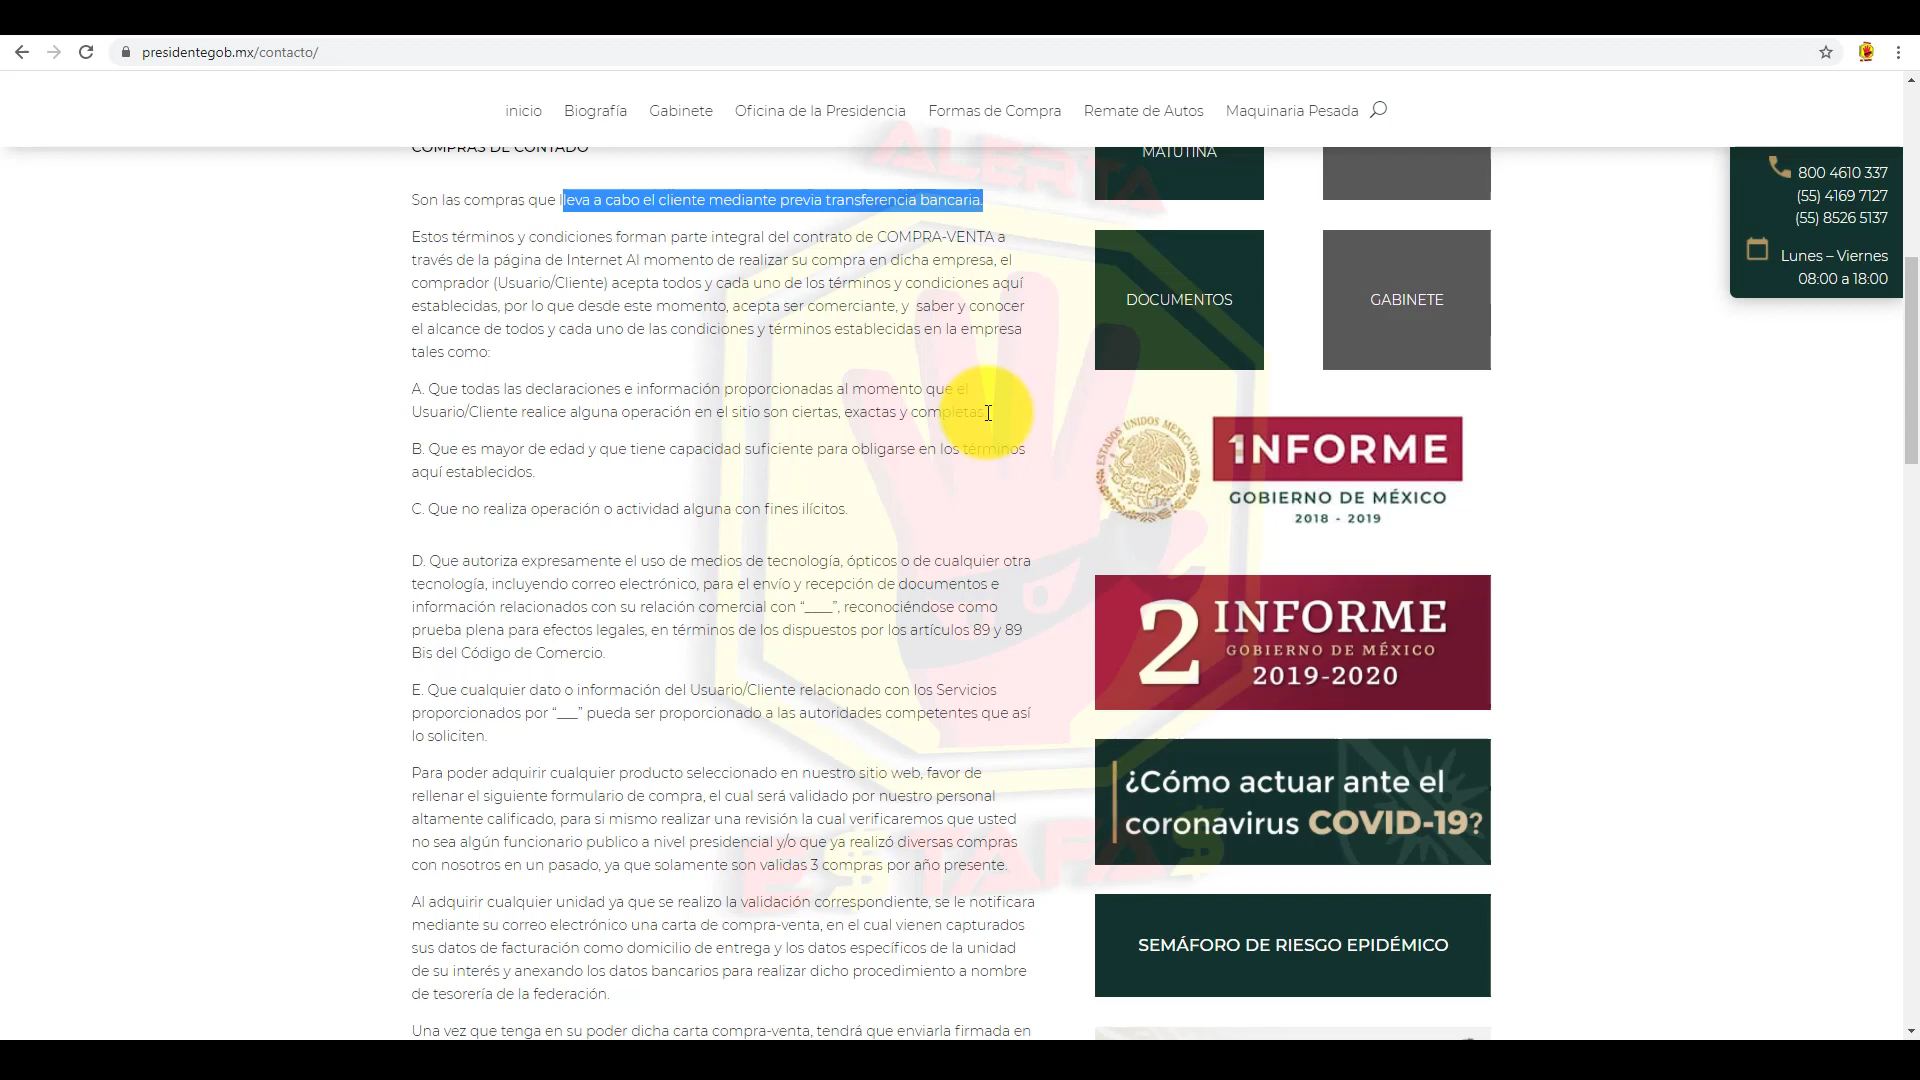 presidentegob.mx/contacto/
inicio Biografía Gabinete Oficina de la Presidencia Formas de Compra Remate de Autos Maquinaria Pesada
COMPRAS DE CONTADO
Son las compras que lleva a cabo el cliente mediante previa transferencia bancaria.
Estos términos y condiciones forman parte integral del contrato de COMPRA-VENTA a
través de la página de Internet Al momento de realizar su compra en dicha empresa, el
comprador (Usuario/Cliente) acepta todos y cada uno de los términos y condiciones aquí
establecidas, por lo que desde este momento, acepta ser comerciante, y saber y conocer
el alcance de todos y cada uno de las condiciones y términos establecidas en la empresa
tales como:
A. Que todas las declaraciones e información proporcionadas al momento que el
Usuario/Cliente realice alguna operación en el sitio son ciertas, exactas y completas.
B. Que es mayor de edad y que tiene capacidad suficiente para obligarse en los términos
aquí establecidos.
C. Que no realiza operación o actividad alguna con fines ilícitos.
D. Que autoriza expresamente el uso de medios de tecnología, ópticos o de cualquier otra
tecnología, incluyendo correo electrónico, para el envío y recepción de documentos e
información relacionados con su relación comercial con “____”, reconociéndose como
prueba plena para efectos legales, en términos de los dispuestos por los artículos 89 y 89
Bis del Código de Comercio.
E. Que cualquier dato o información del Usuario/Cliente relacionado con los Servicios
proporcionados por “___” pueda ser proporcionado a las autoridades competentes que así
lo soliciten.
Para poder adquirir cualquier producto seleccionado en nuestro sitio web, favor de
rellenar el siguiente formulario de compra, el cual será validado por nuestro personal
altamente calificado, para si mismo realizar una revisión la cual verificaremos que usted
no sea algún funcionario publico a nivel presidencial y/o que ya realizó diversas compras
con nosotros en un pasado, ya que solamente son validas 3 compras por año presente.
Al adquirir cualquier unidad ya que se realizo la validación correspondiente, se le notificara
mediante su correo electrónico una carta de compra-venta, en el cual vienen capturados
sus datos de facturación como domicilio de entrega y los datos específicos de la unidad
de su interés y anexando los datos bancarios para realizar dicho procedimiento a nombre
de tesorería de la federación.
Una vez que tenga en su poder dicha carta compra-venta, tendrá que enviarla firmada en
MATUTINA
DOCUMENTOS
GABINETE
ESTADOS UNIDOS MEXICANOS
1NFORME
GOBIERNO DE MÉXICO
2018 - 2019
2 INFORME
GOBIERNO DE MÉXICO
2019-2020
¿Cómo actuar ante el
coronavirus COVID-19?
SEMÁFORO DE RIESGO EPIDÉMICO
800 4610 337
(55) 4169 7127
(55) 8526 5137
Lunes – Viernes
08:00 a 18:00
ALERTA
E$TAFA$